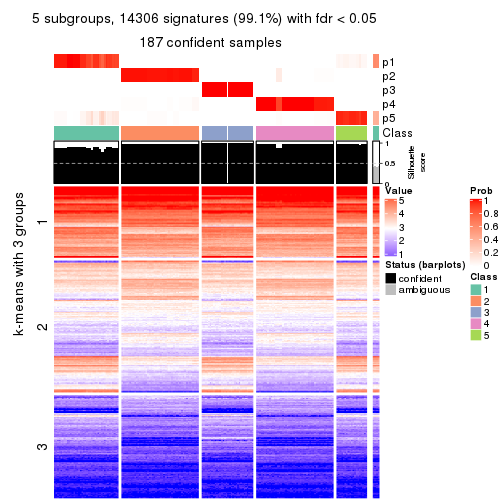 5 subgroups, 14306 signatures (99.1%) with fdr < 0.05
187 confident samples
p1
p2
p3
p4
p5
Class
1
0.5
0
Silhouette
score
k-means with 3 groups
1
2
3
Value
5
4
3
2
1
Status (barplots)
confident
ambiguous
Prob
1
0.8
0.6
0.4
0.2
0
Class
1
2
3
4
5